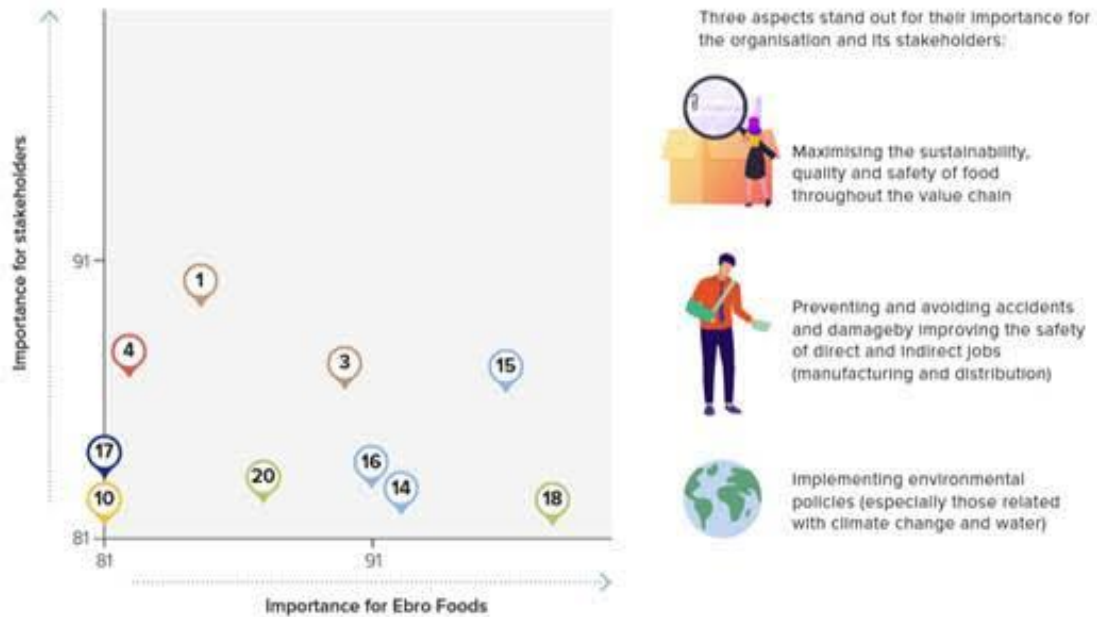 Three aspects stand out for their importance for
the organisation and its stakeholders:
Importance for stakeholders
91
1
4
3
15
17
20
16
10
14
18
81
81
91
Importance for Ebro Foods
Maximising the sustainability,
quality and safety of food
throughout the value chain
Preventing and avoiding accidents
and damageby improving the safety
of direct and indirect jobs
(manufacturing and distribution)
Implementing environmental
policies (especially those related
with climate change and water)